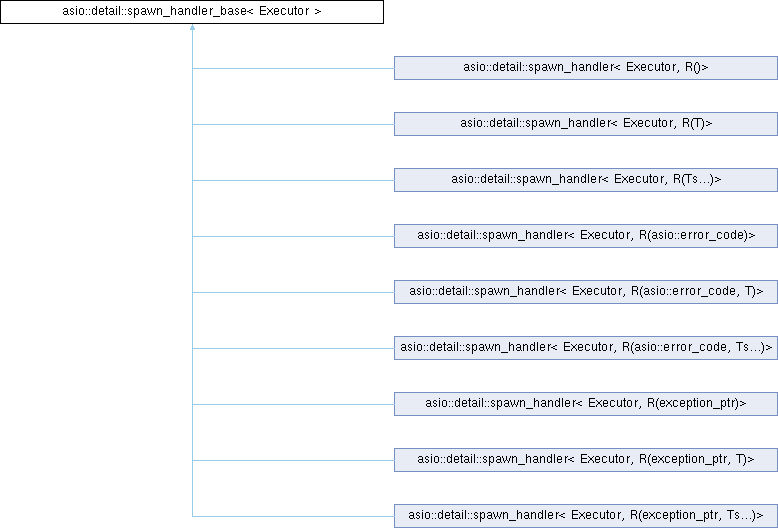 asio::detail::spawn_handler_base< Executor >
asio::detail::spawn_handler< Executor, R()>
asio::detail::spawn_handler< Executor, R(T)>
asio::detail::spawn_handler< Executor, R(Ts...)>
asio::detail::spawn_handler< Executor, R(asio::error_code)>
asio::detail::spawn_handler< Executor, R(asio::error_code, T)>
asio::detail::spawn_handler< Executor, R(asio::error_code, Ts...)>
asio::detail::spawn_handler< Executor, R(exception_ptr)>
asio::detail::spawn_handler< Executor, R(exception_ptr, T)>
asio::detail::spawn_handler< Executor, R(exception_ptr, Ts...)>